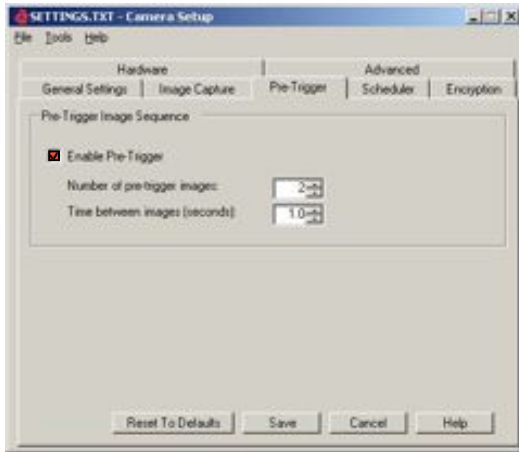 SETTINGS.TXT - Camera Setup
File Tools Help
Hardware Advanced
General Settings Image Capture Pre-Trigger Scheduler Encryption
Pre-Trigger Image Sequence
Enable Pre-Trigger
Number of pre-trigger images: 2
Time between images (seconds): 1.0
Reset To Defaults Save Cancel Help